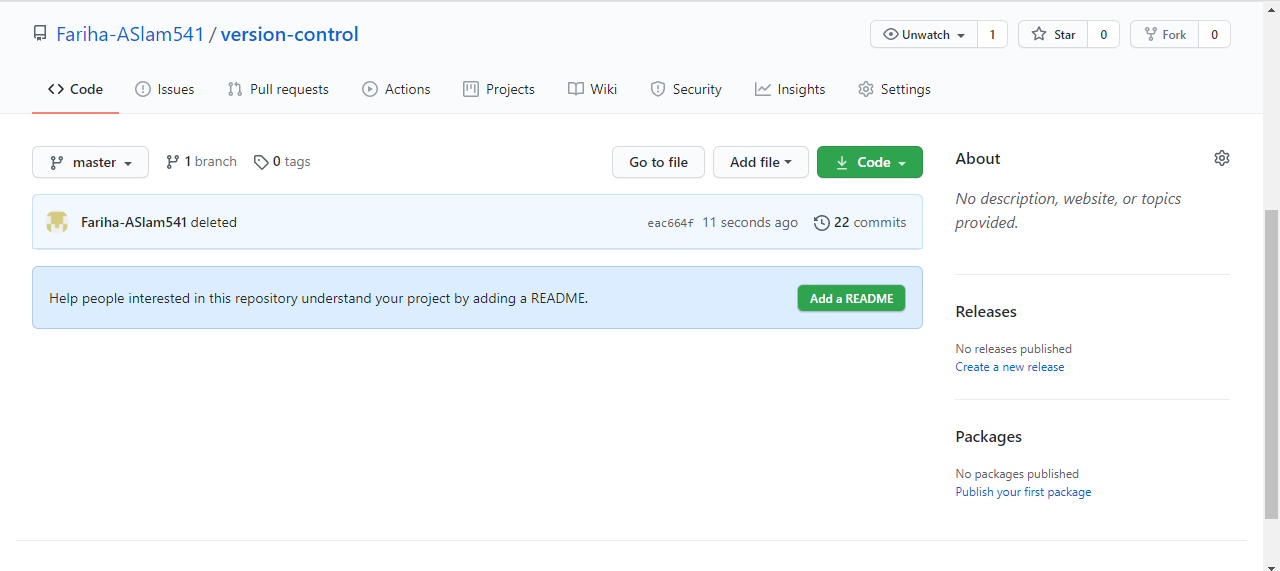 Fariha-ASlam541 / version-control
Unwatch 1 Star 0 Fork 0
Code Issues Pull requests Actions Projects Wiki Security Insights Settings
master 1 branch 0 tags Go to file Add file Code
Fariha-ASlam541 deleted eac664f 11 seconds ago 22 commits
Help people interested in this repository understand your project by adding a README. Add a README
About
No description, website, or topics
provided.
Releases
No releases published
Create a new release
Packages
No packages published
Publish your first package